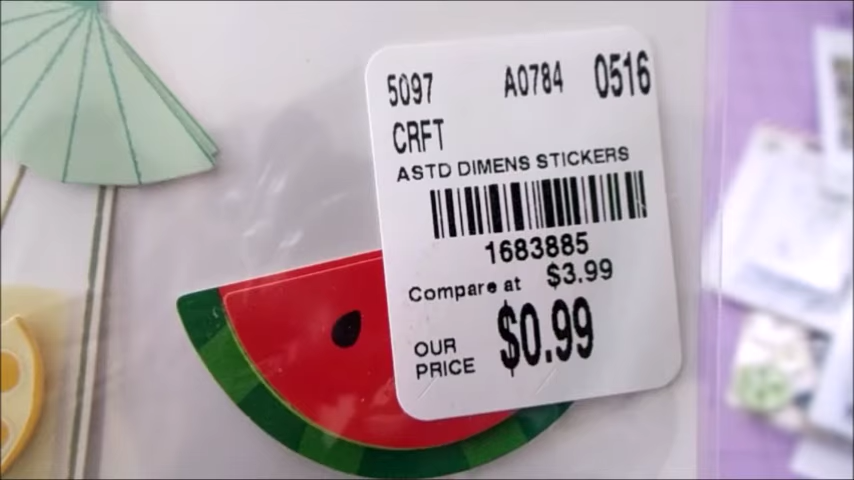 5097 A0784 0516
CRFT
ASTD DIMENS STICKERS
1683885
Compare at $3.99
OUR PRICE $0.99